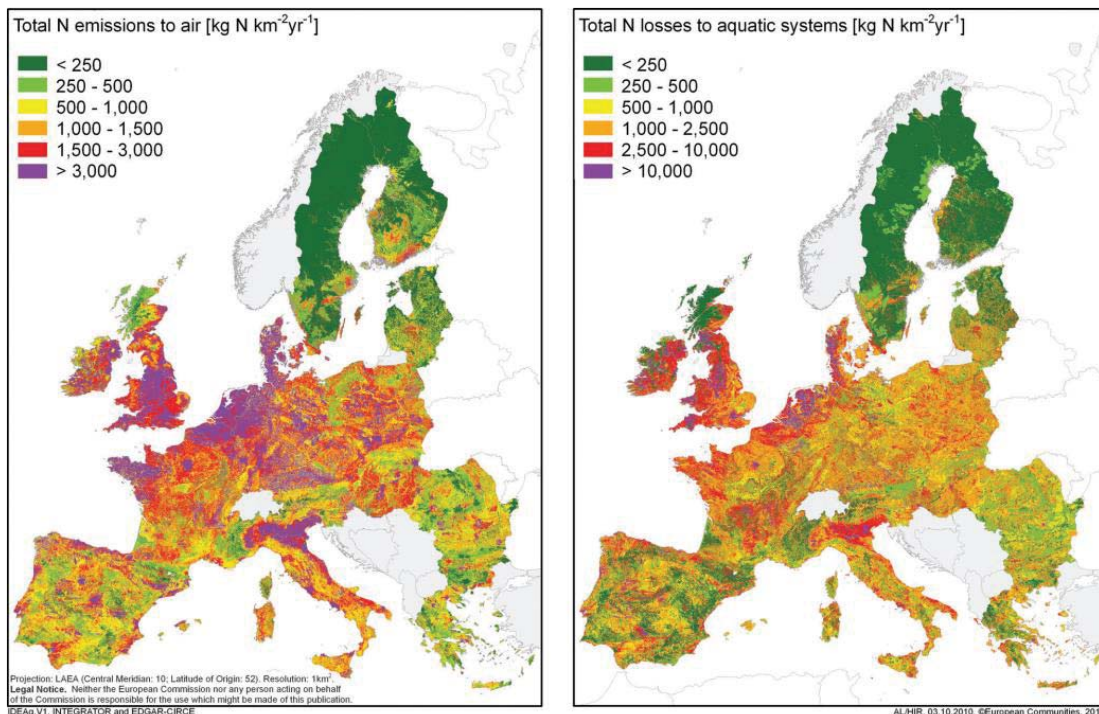 Total N emissions to air [kg N km⁻²yr⁻¹]
< 250
250 - 500
500 - 1,000
1,000 - 1,500
1,500 - 3,000
> 3,000
Projection: LAEA (Central Meridian: 10; Latitude of Origin: 52). Resolution: 1km².
Legal Notice. Neither the European Commission nor any person acting on behalf
of the Commission is responsible for the use which might be made of this publication.
IDEAg.V1, INTEGRATOR and EDGAR-CIRCE
Total N losses to aquatic systems [kg N km⁻²yr⁻¹]
< 250
250 - 500
500 - 1,000
1,000 - 2,500
2,500 - 10,000
> 10,000
AL/HIR, 03.10.2010, ©European Communities, 201